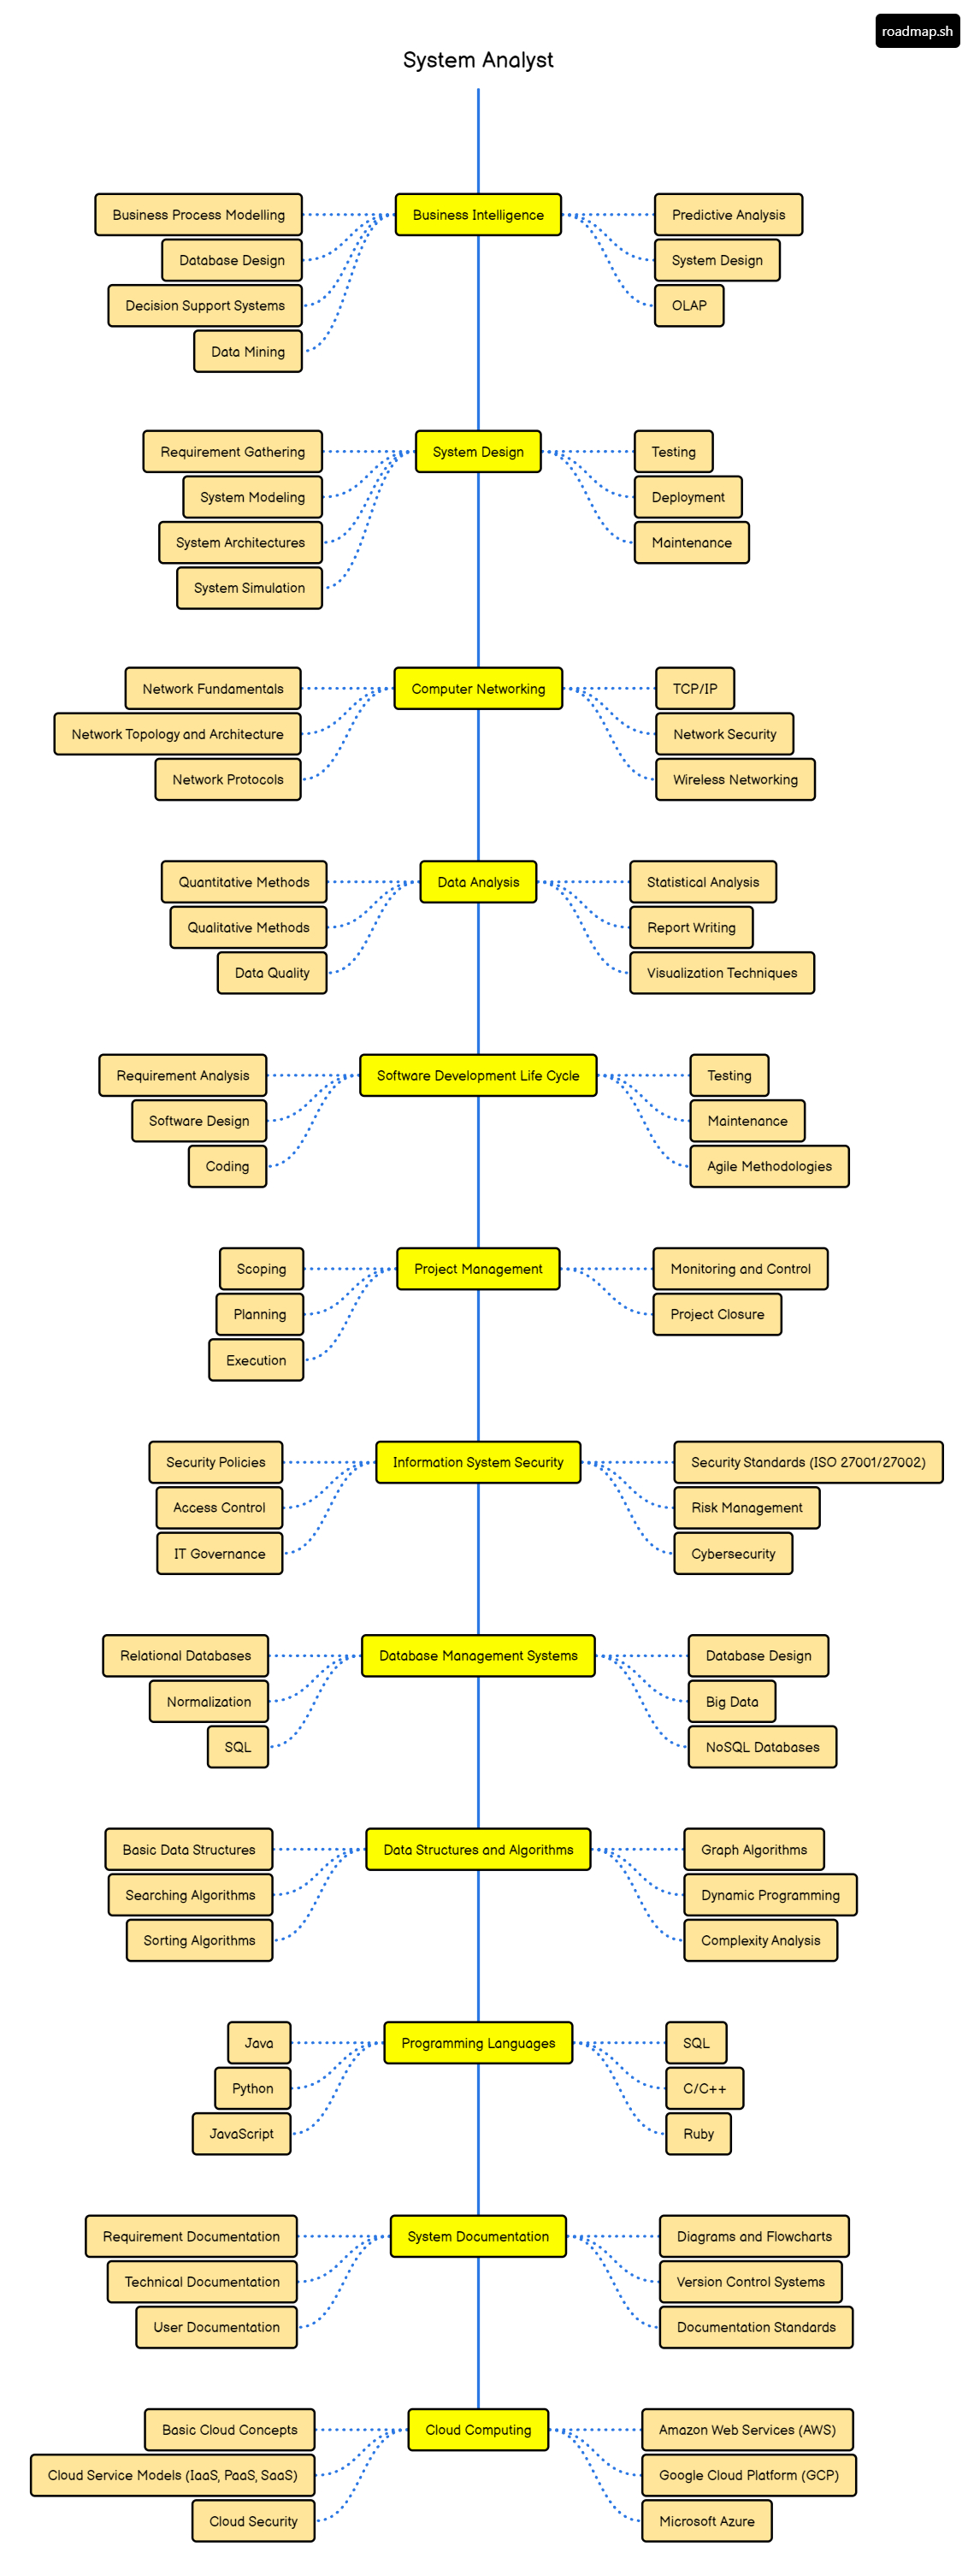 roadmap.sh
System Analyst
Business Process Modelling
Business Intelligence
Predictive Analysis
Database Design
System Design
Decision Support Systems
OLAP
Data Mining
Requirement Gathering
System Design
Testing
System Modeling
Deployment
System Architectures
Maintenance
System Simulation
Network Fundamentals
Computer Networking
TCP/IP
Network Topology and Architecture
Network Security
Network Protocols
Wireless Networking
Quantitative Methods
Data Analysis
Statistical Analysis
Qualitative Methods
Report Writing
Data Quality
Visualization Techniques
Requirement Analysis
Software Development Life Cycle
Testing
Software Design
Maintenance
Coding
Agile Methodologies
Scoping
Project Management
Monitoring and Control
Planning
Project Closure
Execution
Security Policies
Information System Security
Security Standards (ISO 27001/27002)
Access Control
Risk Management
IT Governance
Cybersecurity
Relational Databases
Database Management Systems
Database Design
Normalization
Big Data
SQL
NoSQL Databases
Basic Data Structures
Data Structures and Algorithms
Graph Algorithms
Searching Algorithms
Dynamic Programming
Sorting Algorithms
Complexity Analysis
Java
Programming Languages
SQL
Python
C/C++
JavaScript
Ruby
Requirement Documentation
System Documentation
Diagrams and Flowcharts
Technical Documentation
Version Control Systems
User Documentation
Documentation Standards
Basic Cloud Concepts
Cloud Computing
Amazon Web Services (AWS)
Cloud Service Models (IaaS, PaaS, SaaS)
Google Cloud Platform (GCP)
Cloud Security
Microsoft Azure